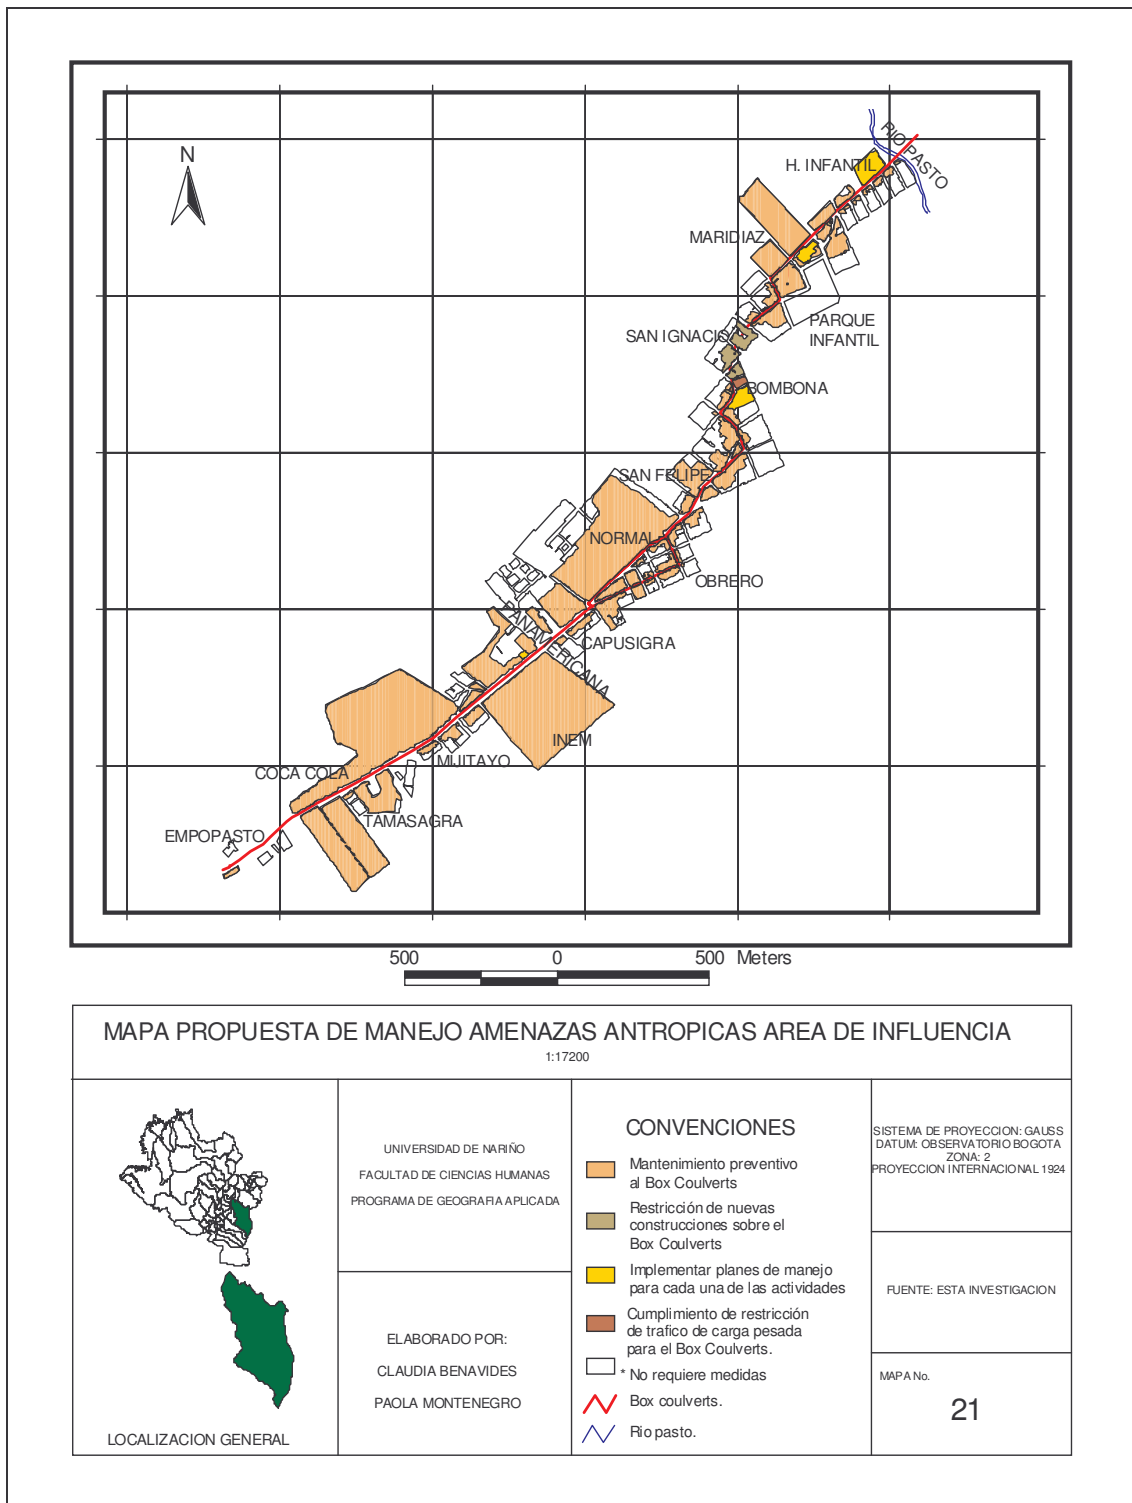 N
RIO PASTO
H. INFANTIL
MARIDIAZ
PARQUE
INFANTIL
SAN IGNACIO
BOMBONA
SAN FELIPE
NORMAL
OBRERO
PANAMERICANA
CAPUSIGRA
INEM
MIJITAYO
COCA COLA
TAMASAGRA
EMPOPASTO
500 0 500 Meters
MAPA PROPUESTA DE MANEJO AMENAZAS ANTROPICAS AREA DE INFLUENCIA
1:17200
LOCALIZACION GENERAL
UNIVERSIDAD DE NARIÑO
FACULTAD DE CIENCIAS HUMANAS
PROGRAMA DE GEOGRAFIA APLICADA
ELABORADO POR:
CLAUDIA BENAVIDES
PAOLA MONTENEGRO
CONVENCIONES
Mantenimiento preventivo
al Box Coulverts
Restricción de nuevas
construcciones sobre el
Box Coulverts
Implementar planes de manejo
para cada una de las actividades
Cumplimiento de restricción
de trafico de carga pesada
para el Box Coulverts.
* No requiere medidas
Box coulverts.
Rio pasto.
SISTEMA DE PROYECCION: GAUSS
DATUM: OBSERVATORIO BOGOTA
ZONA: 2
PROYECCION INTERNACIONAL 1924
FUENTE: ESTA INVESTIGACION
MAPA No.
21